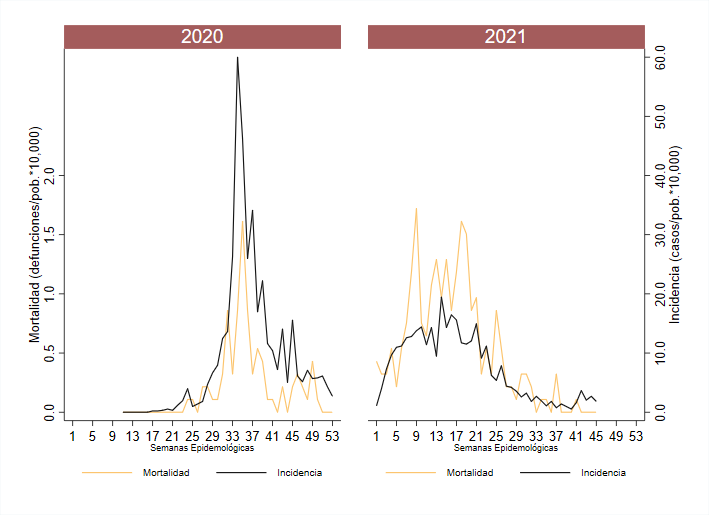 2020 2021
Mortalidad (defunciones/pob.*10,000)
0.0 0.5 1.0 1.5 2.0
1 5 9 13 17 21 25 29 33 37 41 45 49 53
Semanas Epidemológicas
Mortalidad Incidencia
1 5 9 13 17 21 25 29 33 37 41 45 49 53
Semanas Epidemológicas
Mortalidad Incidencia
0.0 10.0 20.0 30.0 40.0 50.0 60.0
Incidencia (casos/pob.*10,000)